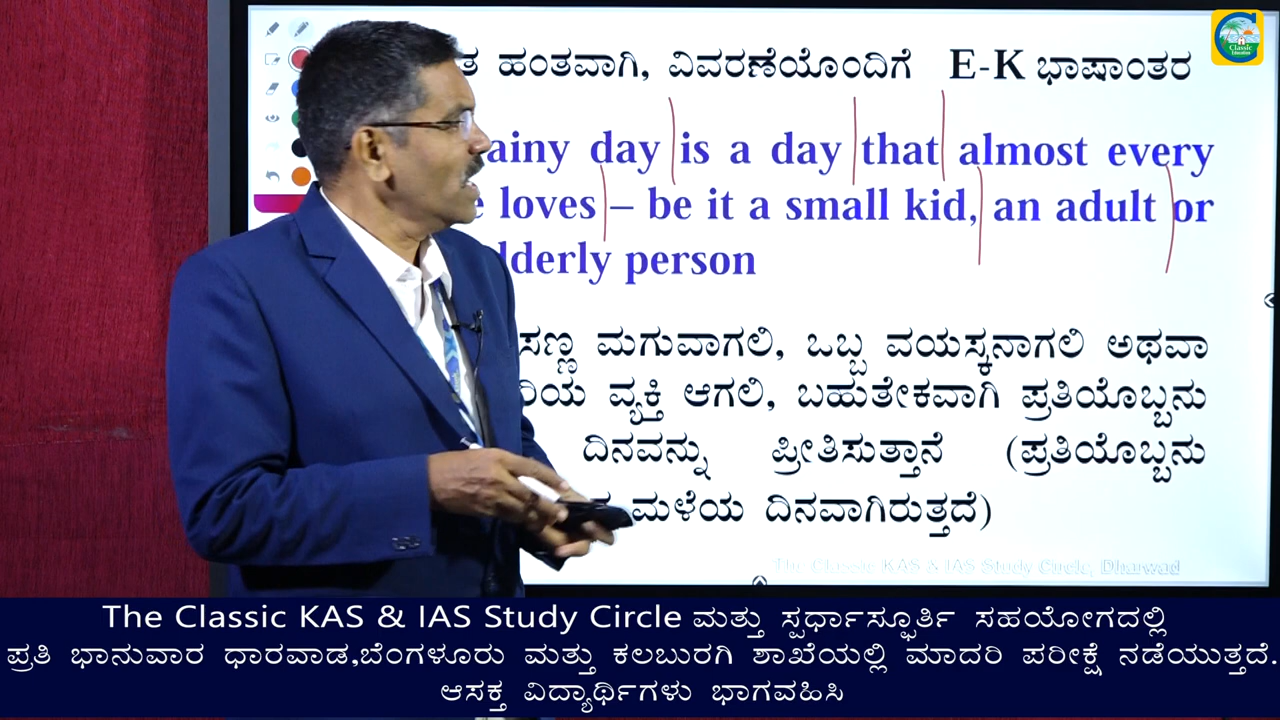 Classic
Education
ಹಂತವಾಗಿ, ವಿವರಣೆಯೊಂದಿಗೆ E-K ಭಾಷಾಂತರ
day is a day that almost every
loves – be it a small kid, an adult or
person
ಸಣ್ಣ ಮಗುವಾಗಲಿ, ಒಬ್ಬ ವಯಸ್ಕನಾಗಲಿ ಅಥವಾ
ವ್ಯಕ್ತಿ ಆಗಲಿ, ಬಹುತೇಕವಾಗಿ ಪ್ರತಿಯೊಬ್ಬನು
ದಿನವನ್ನು ಪ್ರೀತಿಸುತ್ತಾನೆ (ಪ್ರತಿಯೊಬ್ಬನು
ಮಳೆಯ ದಿನವಾಗಿರುತ್ತದೆ)
The Classic KAS & IAS Study Circle, Dharwad
The Classic KAS & IAS Study Circle ಮತ್ತು ಸ್ಪರ್ಧಾಸ್ಫೂರ್ತಿ ಸಹಯೋಗದಲ್ಲಿ
ಪ್ರತಿ ಭಾನುವಾರ ಧಾರವಾಡ,ಬೆಂಗಳೂರು ಮತ್ತು ಕಲಬುರಗಿ ಶಾಖೆಯಲ್ಲಿ ಮಾದರಿ ಪರೀಕ್ಷೆ ನಡೆಯುತ್ತದೆ.
ಆಸಕ್ತ ವಿದ್ಯಾರ್ಥಿಗಳು ಭಾಗವಹಿಸಿ